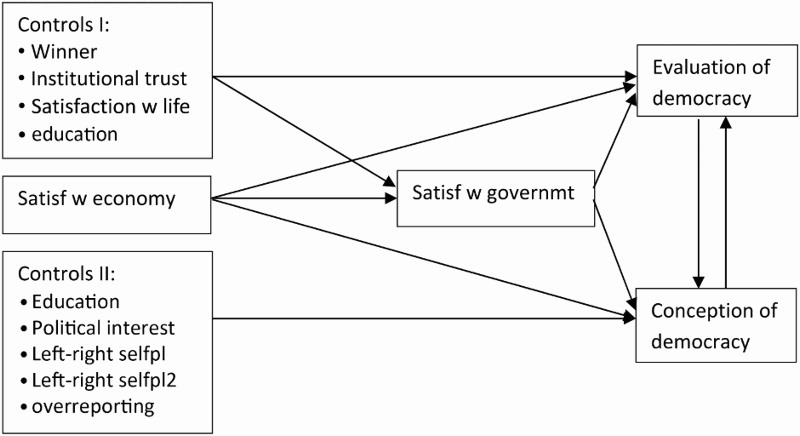 Controls I:
• Winner
• Institutional trust
• Satisfaction w life
• education
Satisf w economy
Controls II:
• Education
• Political interest
• Left-right selfpl
• Left-right selfpl2
• overreporting
Satisf w governmt
Evaluation of
democracy
Conception of
democracy